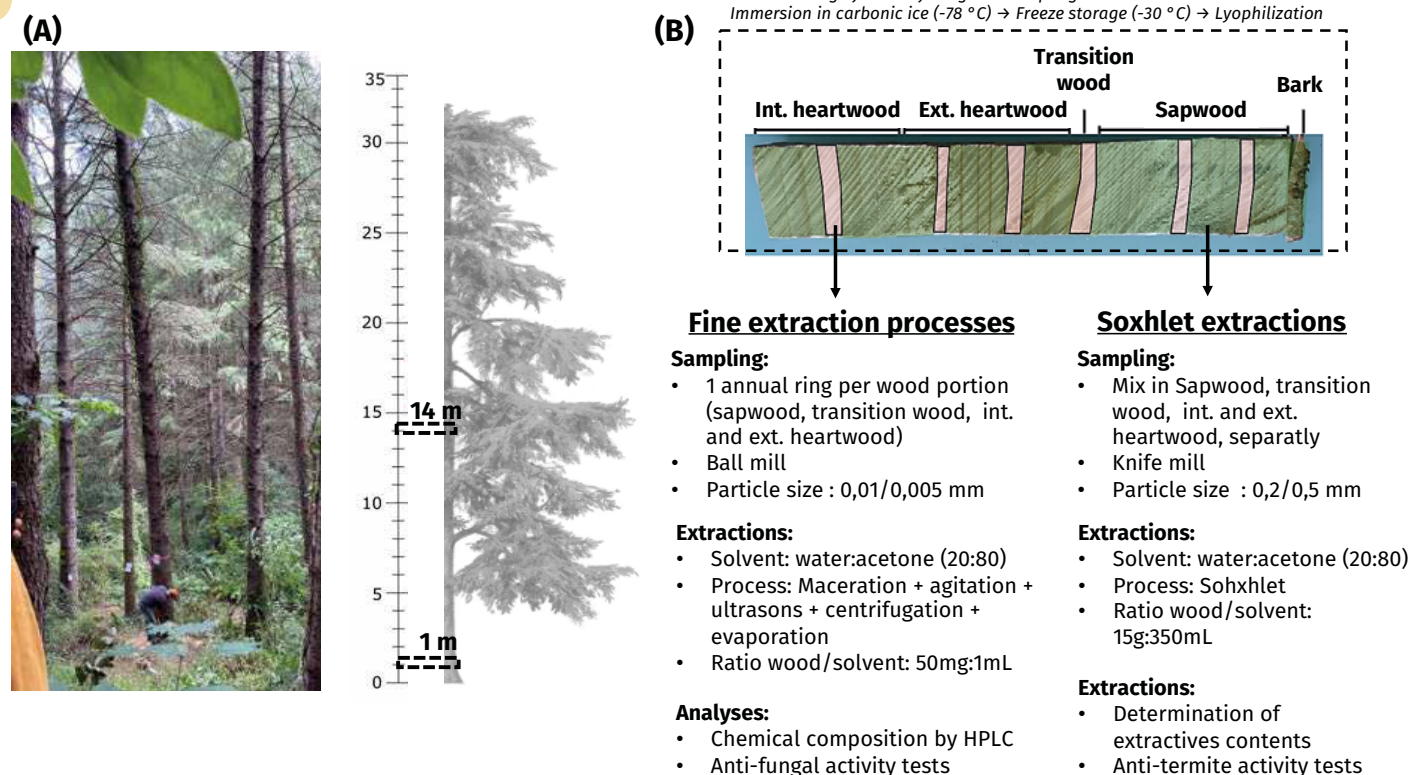 (A)
35
30
25
20
15
10
5
0
14 m
1 m
(B)
Immersion in carbonic ice (-78 °C) → Freeze storage (-30 °C) → Lyophilization
Transition
wood
Bark
Int. heartwood
Ext. heartwood
Sapwood
Fine extraction processes
Sampling:
• 1 annual ring per wood portion
(sapwood, transition wood, int.
and ext. heartwood)
• Ball mill
• Particle size : 0,01/0,005 mm
Extractions:
• Solvent: water:acetone (20:80)
• Process: Maceration + agitation +
ultrasons + centrifugation +
evaporation
• Ratio wood/solvent: 50mg:1mL
Analyses:
• Chemical composition by HPLC
• Anti-fungal activity tests
Soxhlet extractions
Sampling:
• Mix in Sapwood, transition
wood, int. and ext.
heartwood, separatly
• Knife mill
• Particle size : 0,2/0,5 mm
Extractions:
• Solvent: water:acetone (20:80)
• Process: Sohxhlet
• Ratio wood/solvent:
15g:350mL
Extractions:
• Determination of
extractives contents
• Anti-termite activity tests